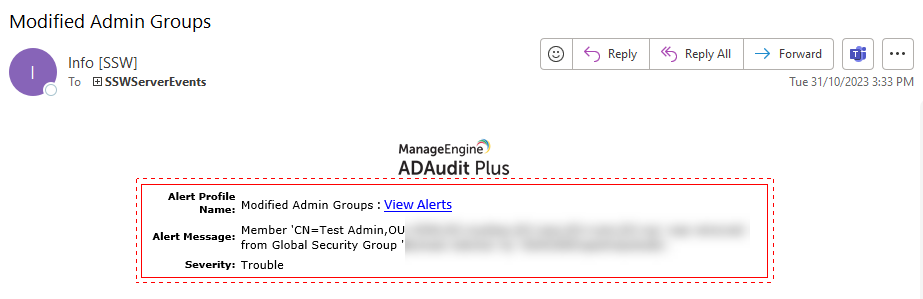 Modified Admin Groups
I
Info [SSW]
To SSWServerEvents
Reply
Reply All
Forward
Tue 31/10/2023 3:33 PM
ManageEngine
ADAudit Plus
Alert Profile Name: Modified Admin Groups : View Alerts
Alert Message: Member 'CN=Test Admin,OU
from Global Security Group '
Severity: Trouble